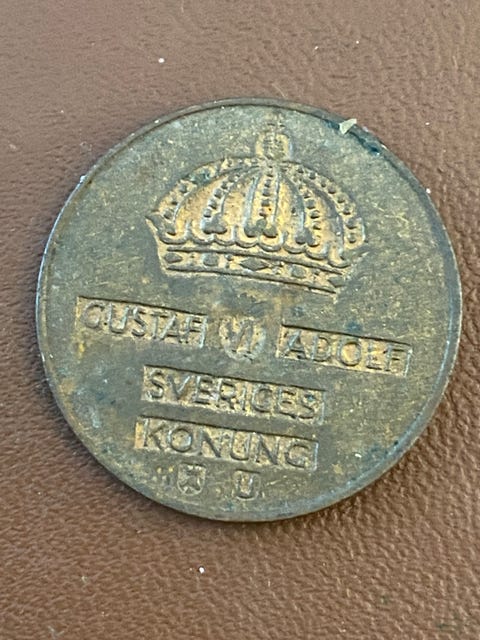 GUSTAF VI ADOLF
SVERIGES
KONUNG
U